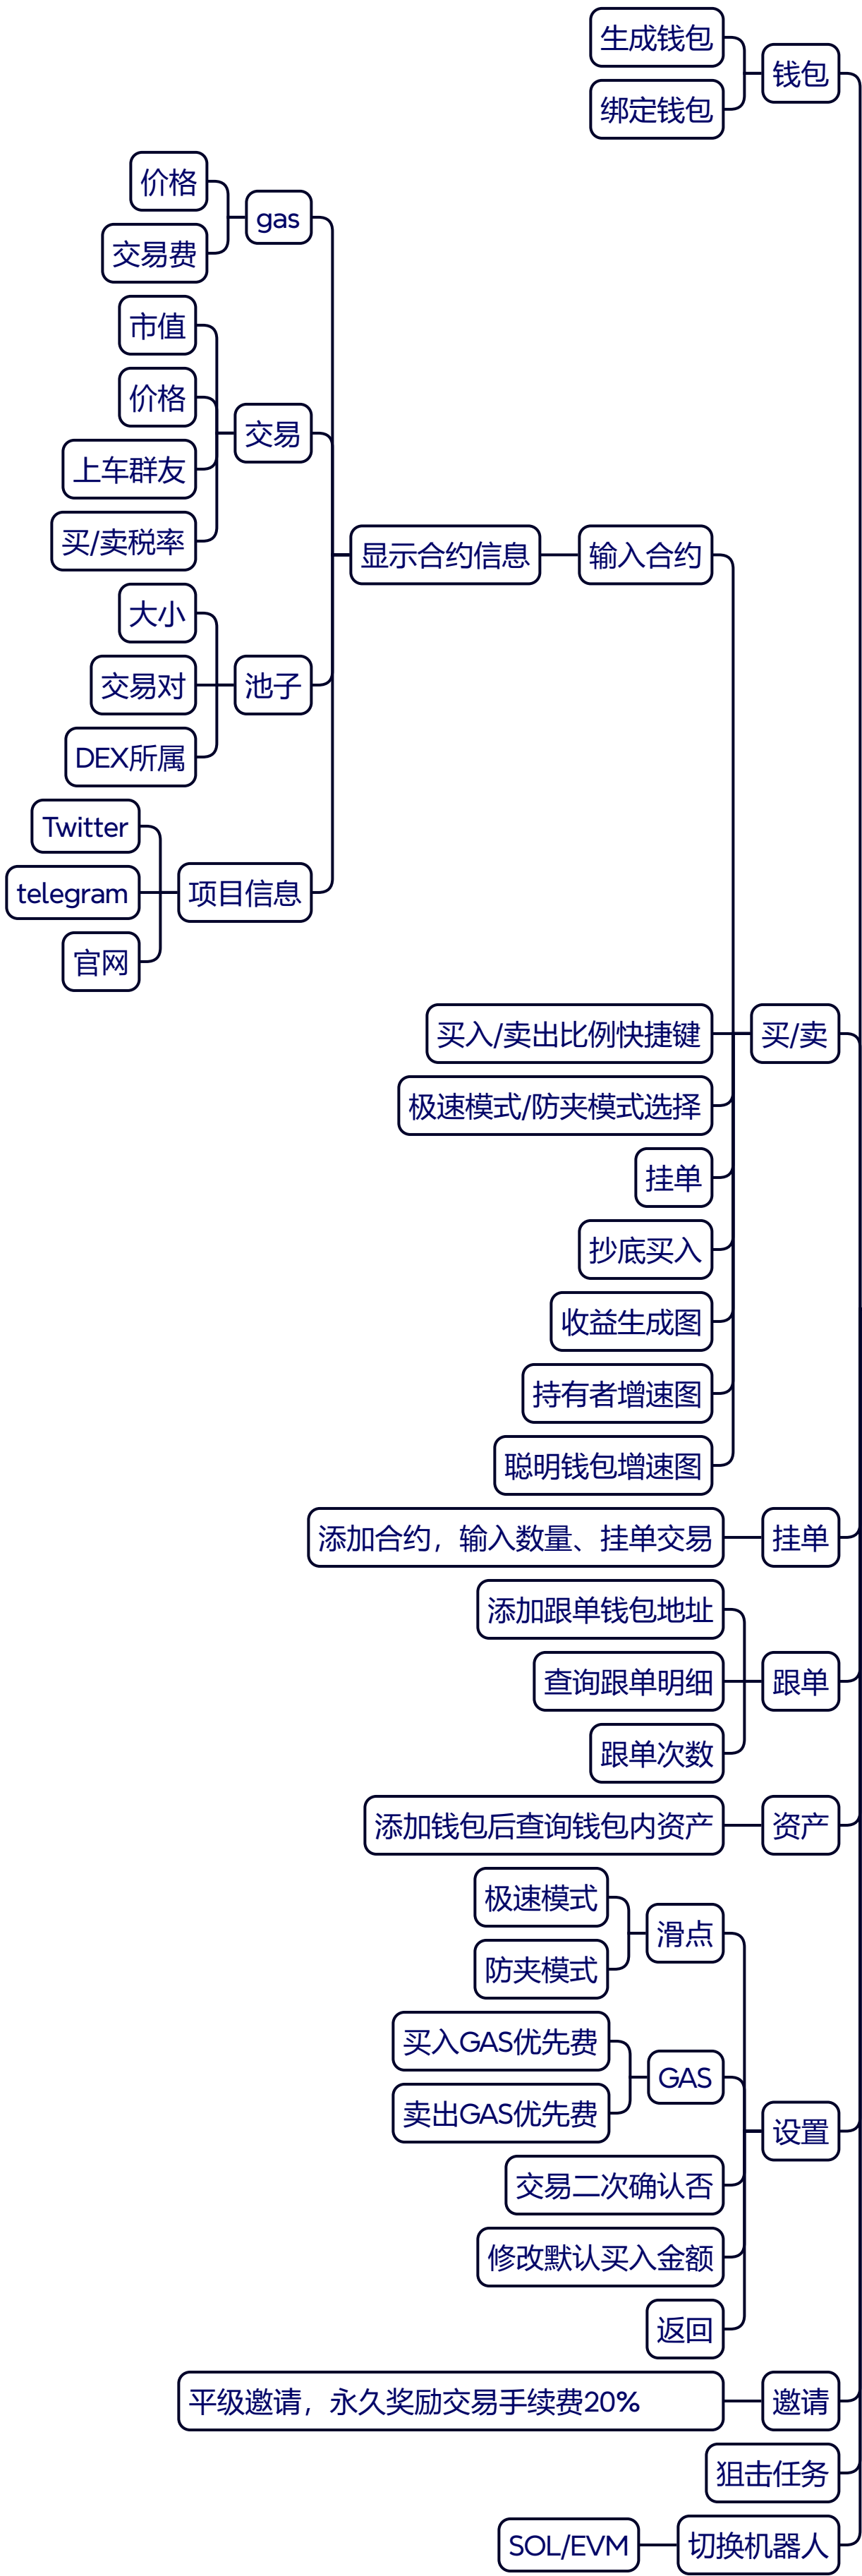 生成钱包
钱包
绑定钱包
价格
gas
交易费
市值
价格
交易
上车群友
买/卖税率
显示合约信息
输入合约
大小
交易对
池子
DEX所属
Twitter
telegram
项目信息
官网
买入/卖出比例快捷键
买/卖
极速模式/防夹模式选择
挂单
抄底买入
收益生成图
持有者增速图
聪明钱包增速图
添加合约，输入数量、挂单交易
挂单
添加跟单钱包地址
查询跟单明细
跟单
跟单次数
添加钱包后查询钱包内资产
资产
极速模式
滑点
防夹模式
买入GAS优先费
GAS
卖出GAS优先费
设置
交易二次确认否
修改默认买入金额
返回
平级邀请，永久奖励交易手续费20%
邀请
狙击任务
SOL/EVM
切换机器人